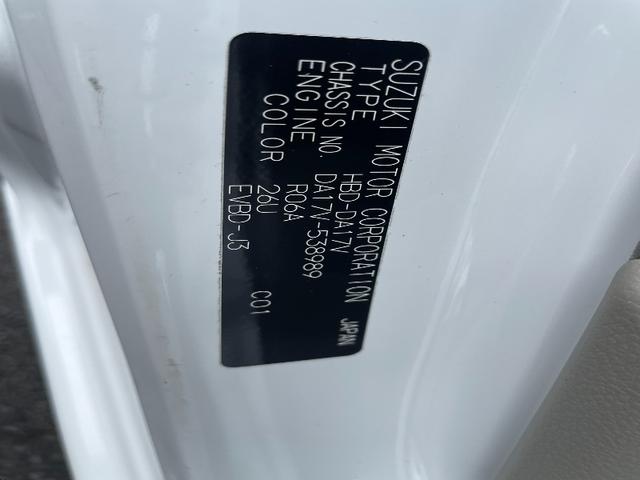 SUZUKI MOTOR CORPORATION JAPAN
TYPE HBD-DA17V
CHASSIS NO. DA17V-538989
ENGINE R06A
COLOR 26U C01
EVBD-J3